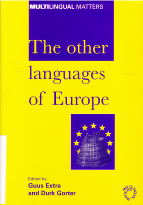 MULTILINGUAL MATTERS
The other
languages
of Europe
Edited by
Guus Extra
and Durk Gorter